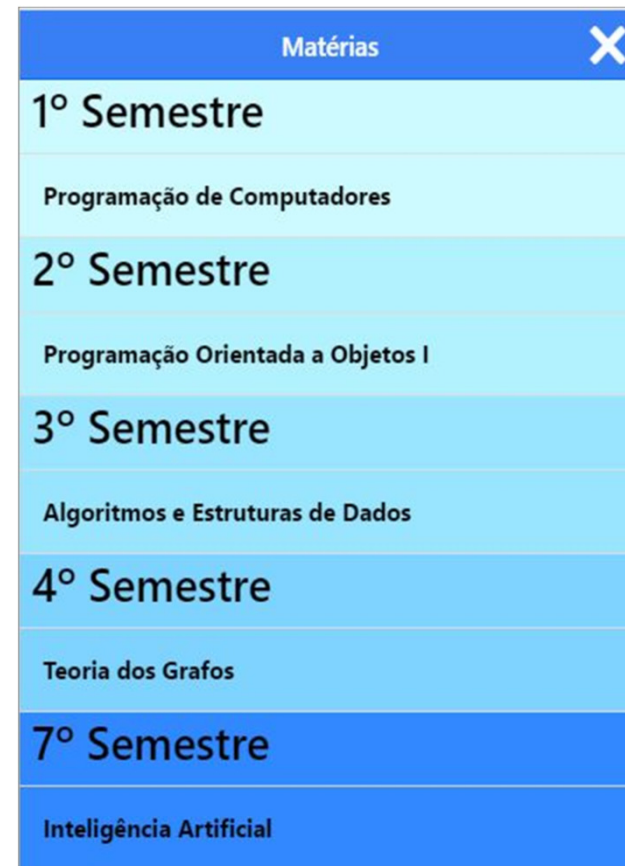 Matérias
1º Semestre
Programação de Computadores
2º Semestre
Programação Orientada a Objetos I
3º Semestre
Algoritmos e Estruturas de Dados
4º Semestre
Teoria dos Grafos
7º Semestre
Inteligência Artificial